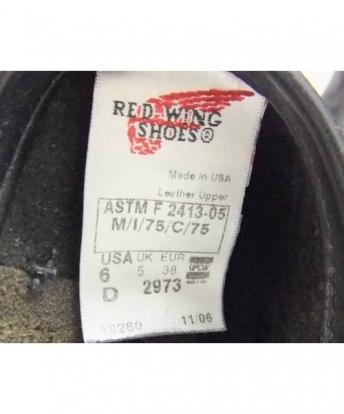 RED WING
SHOES®
Made in USA
Leather Upper
ASTM F 2413-05
M/I/75/C/75
USA UK EUR
6 5 38
D 2973
19280 11/06